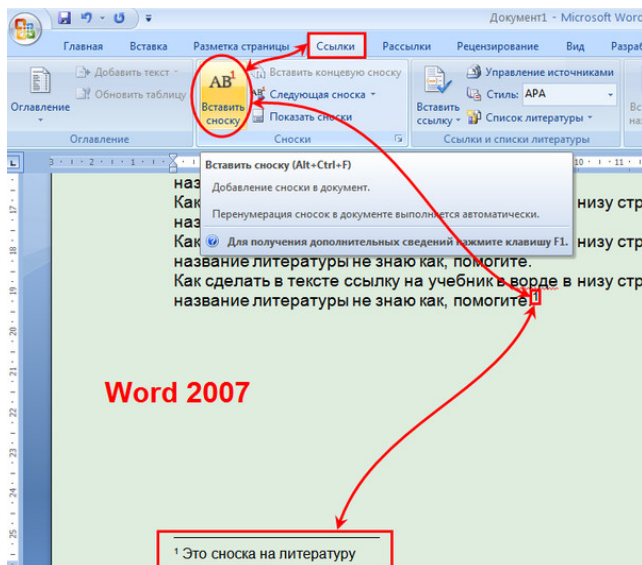 Документ1 - Microsoft Word
Главная Вставка Разметка страницы Ссылки Рассылки Рецензирование Вид Разраб
Оглавление
Добавить текст
Обновить таблицу
Оглавление
AB¹
Вставить сноску
Вставить концевую сноску
Следующая сноска
Показать сноски
Сноски
Вставить ссылку
Управление источниками
Стиль: APA
Список литературы
Ссылки и списки литературы
Вставить сноску (Alt+Ctrl+F)
Добавление сноски в документ.
Перенумерация сносок в документе выполняется автоматически.
Для получения дополнительных сведений нажмите клавишу F1.
наз
Как низу стр
наз
Как низу стр
название литературы не знаю как, помогите.
Как сделать в тексте ссылку на учебник в ворде в низу стр
название литературы не знаю как, помогите.¹
Word 2007
¹ Это сноска на литературу